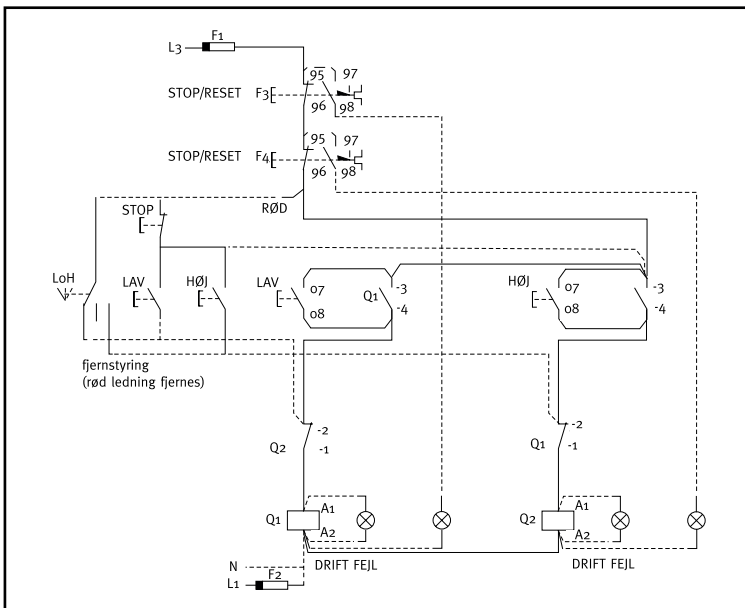 F1
L3
95 97
STOP/RESET F3
96 98
95 97
STOP/RESET F4
96 98
RØD
STOP
LoH LAV HØJ LAV 07 Q1 -3 HØJ 07 -3
08 -4 08 -4
fjernstyring
(rød ledning fjernes)
-2 -2
Q2 -1 Q1 -1
A1 A1
Q1 Q2
A2 A2
N DRIFT FEJL DRIFT FEJL
F2
L1